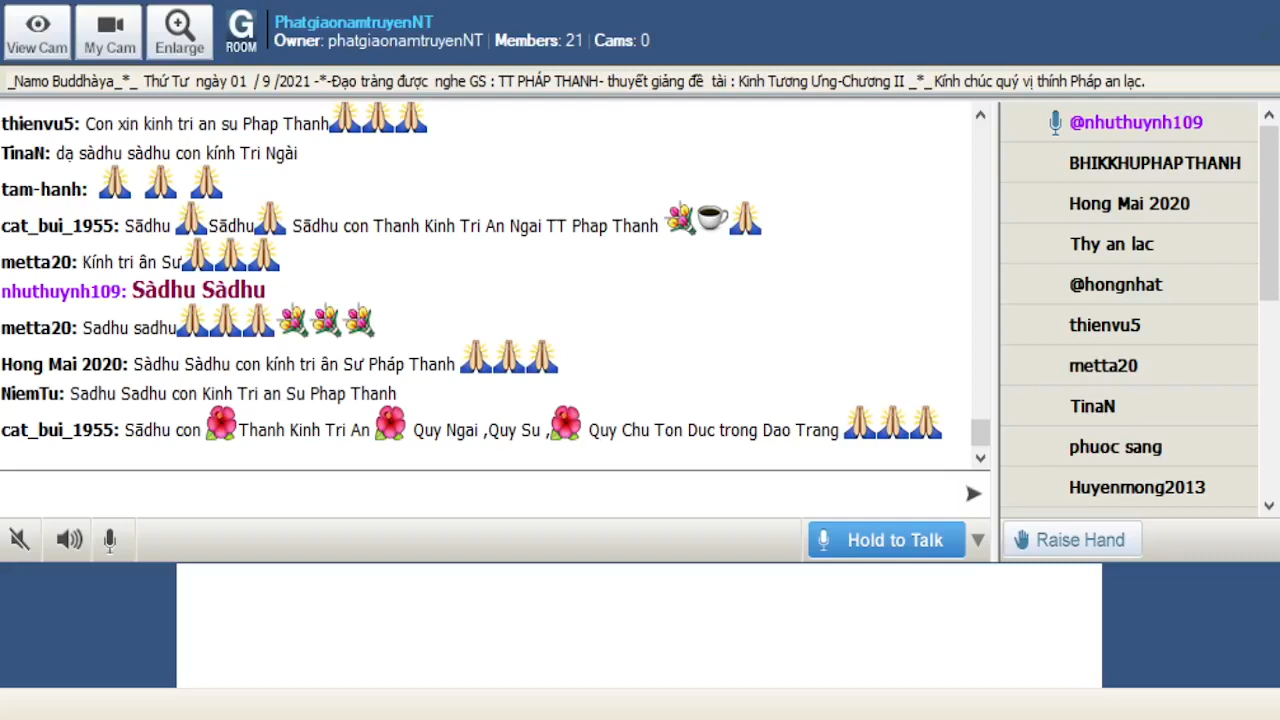 View Cam
My Cam
Enlarge
G
ROOM
PhatgiaonamtruyenNT
Owner: phatgiaonamtruyenNT | Members: 21 | Cams: 0
_Namo Buddhàya_*_ Thứ Tư ngày 01 / 9 /2021 -*-Đạo tràng được nghe GS : TT PHÁP THANH- thuyết giảng đề tài : Kinh Tương Ưng-Chương II _*_ Kính chúc quý vị thính Pháp an lạc.
thienvu5: Con xin kinh tri an su Phap Thanh
TinaN: dạ sàdhu sàdhu con kính Tri Ngài
tam-hanh:
cat_bui_1955: Sãdhu Sãdhu Sãdhu con Thanh Kinh Tri An Ngai TT Phap Thanh
metta20: Kính tri ân Sư
nhuthuynh109: Sàdhu Sàdhu
metta20: Sadhu sadhu
Hong Mai 2020: Sàdhu Sàdhu con kính tri ân Sư Pháp Thanh
NiemTu: Sadhu Sadhu con Kinh Tri an Su Phap Thanh
cat_bui_1955: Sãdhu con Thanh Kinh Tri An Quy Ngai ,Quy Su , Quy Chu Ton Duc trong Dao Trang
@nhuthuynh109
BHIKKHUPHAPTHANH
Hong Mai 2020
Thy an lac
@hongnhat
thienvu5
metta20
TinaN
phuoc sang
Huyenmong2013
Hold to Talk
Raise Hand